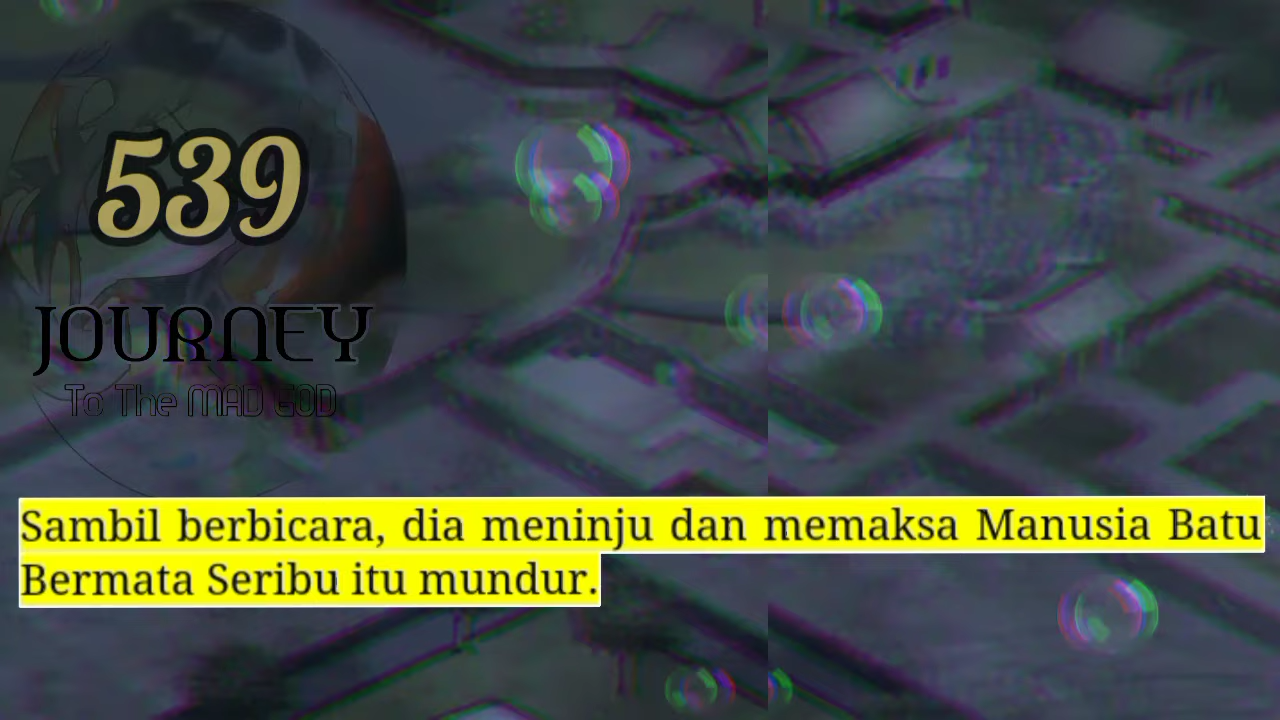 539
JOURNEY
To The MAD GOD
Sambil berbicara, dia meninju dan memaksa Manusia Batu
Bermata Seribu itu mundur.